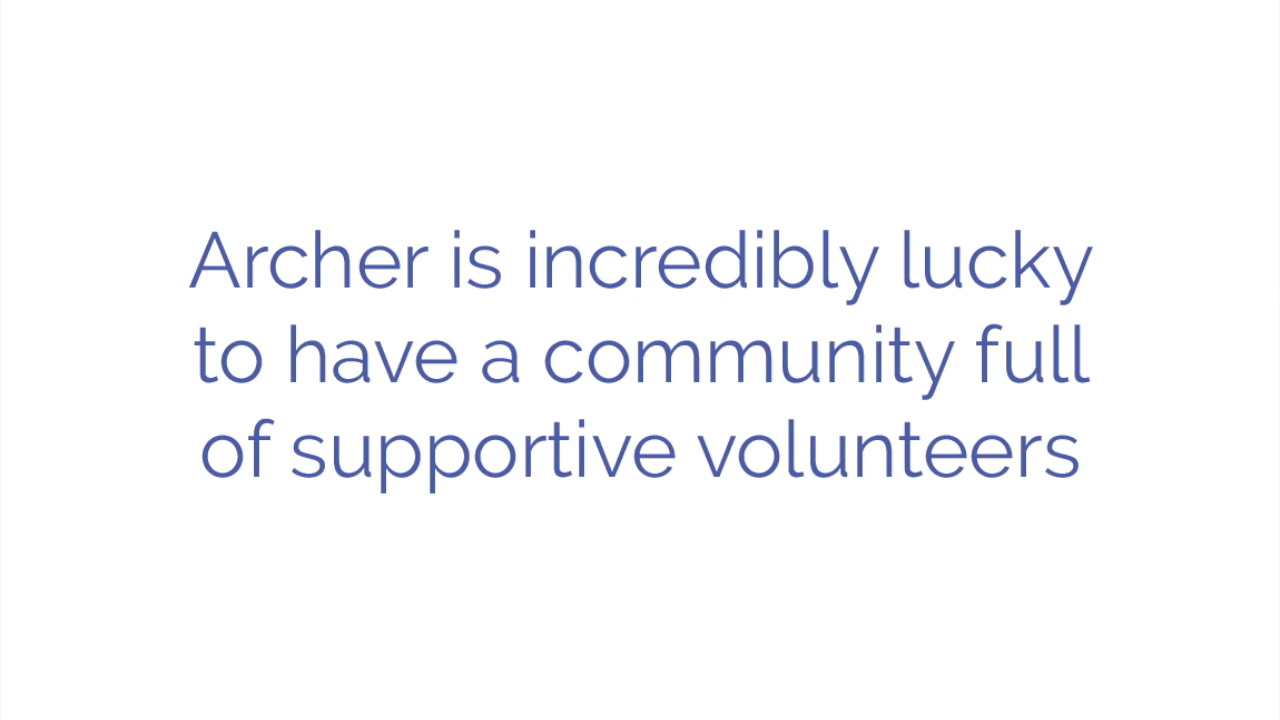 Archer is incredibly lucky
to have a community full
of supportive volunteers